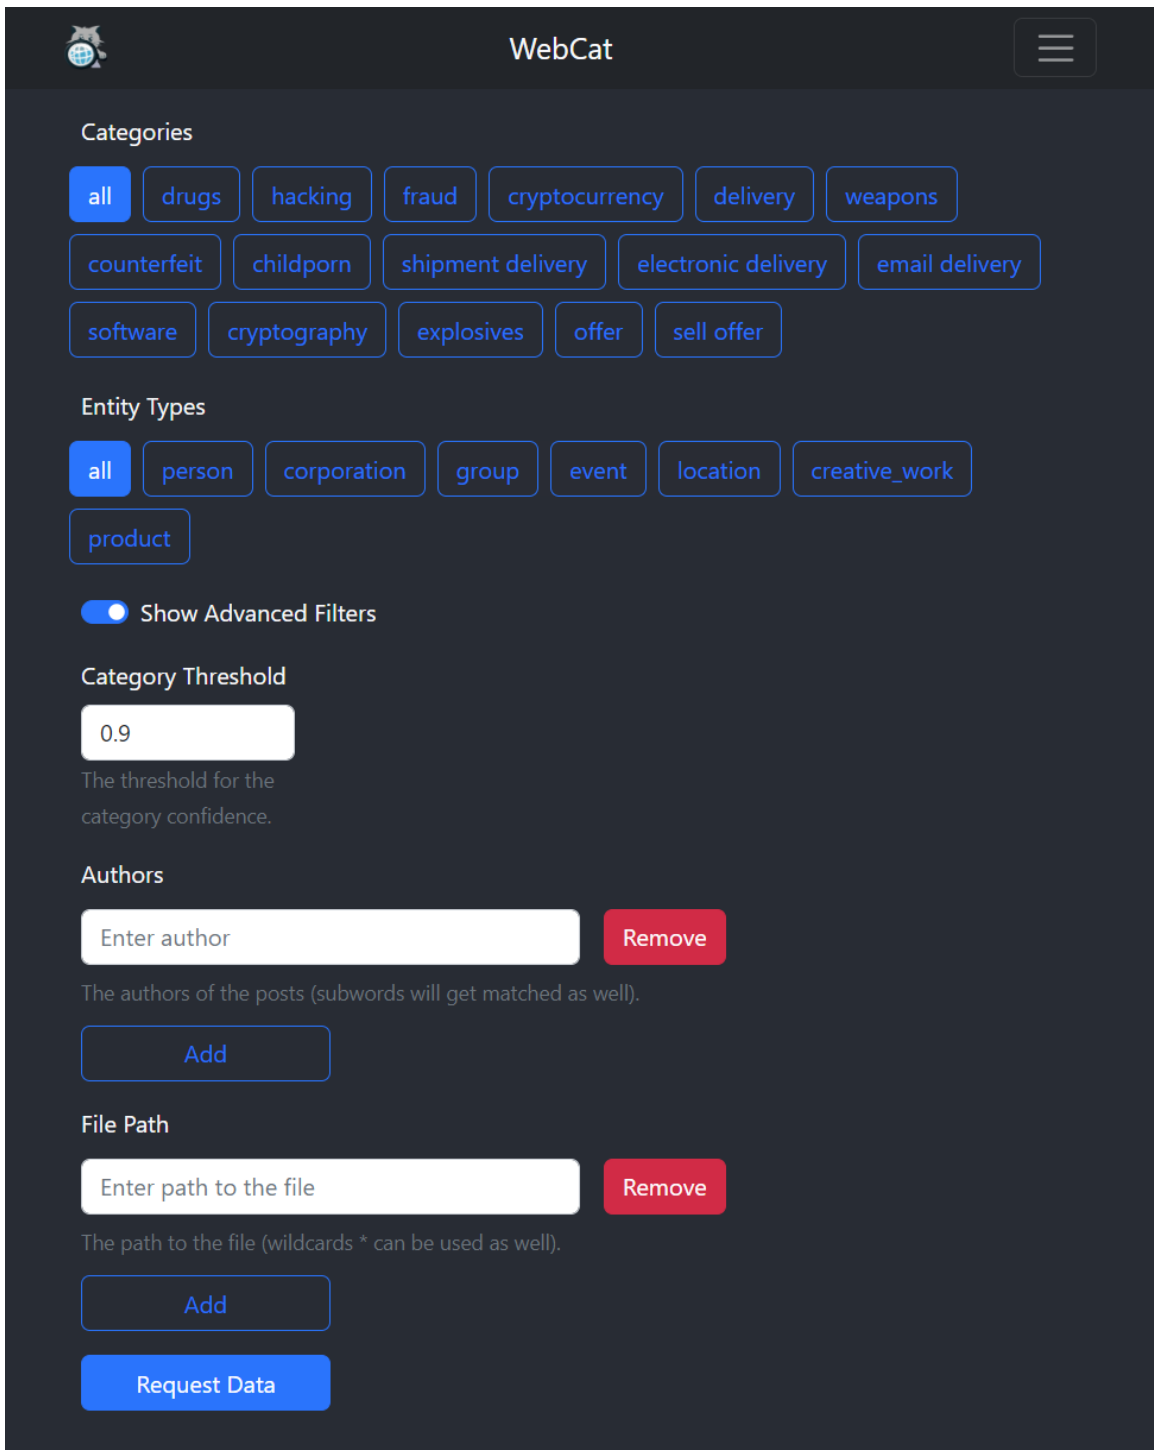 WebCat
Categories
all drugs hacking fraud cryptocurrency delivery weapons
counterfeit childporn shipment delivery electronic delivery email delivery
software cryptography explosives offer sell offer
Entity Types
all person corporation group event location creative_work
product
Show Advanced Filters
Category Threshold
0.9
The threshold for the
category confidence.
Authors
Enter author Remove
The authors of the posts (subwords will get matched as well).
Add
File Path
Enter path to the file Remove
The path to the file (wildcards * can be used as well).
Add
Request Data